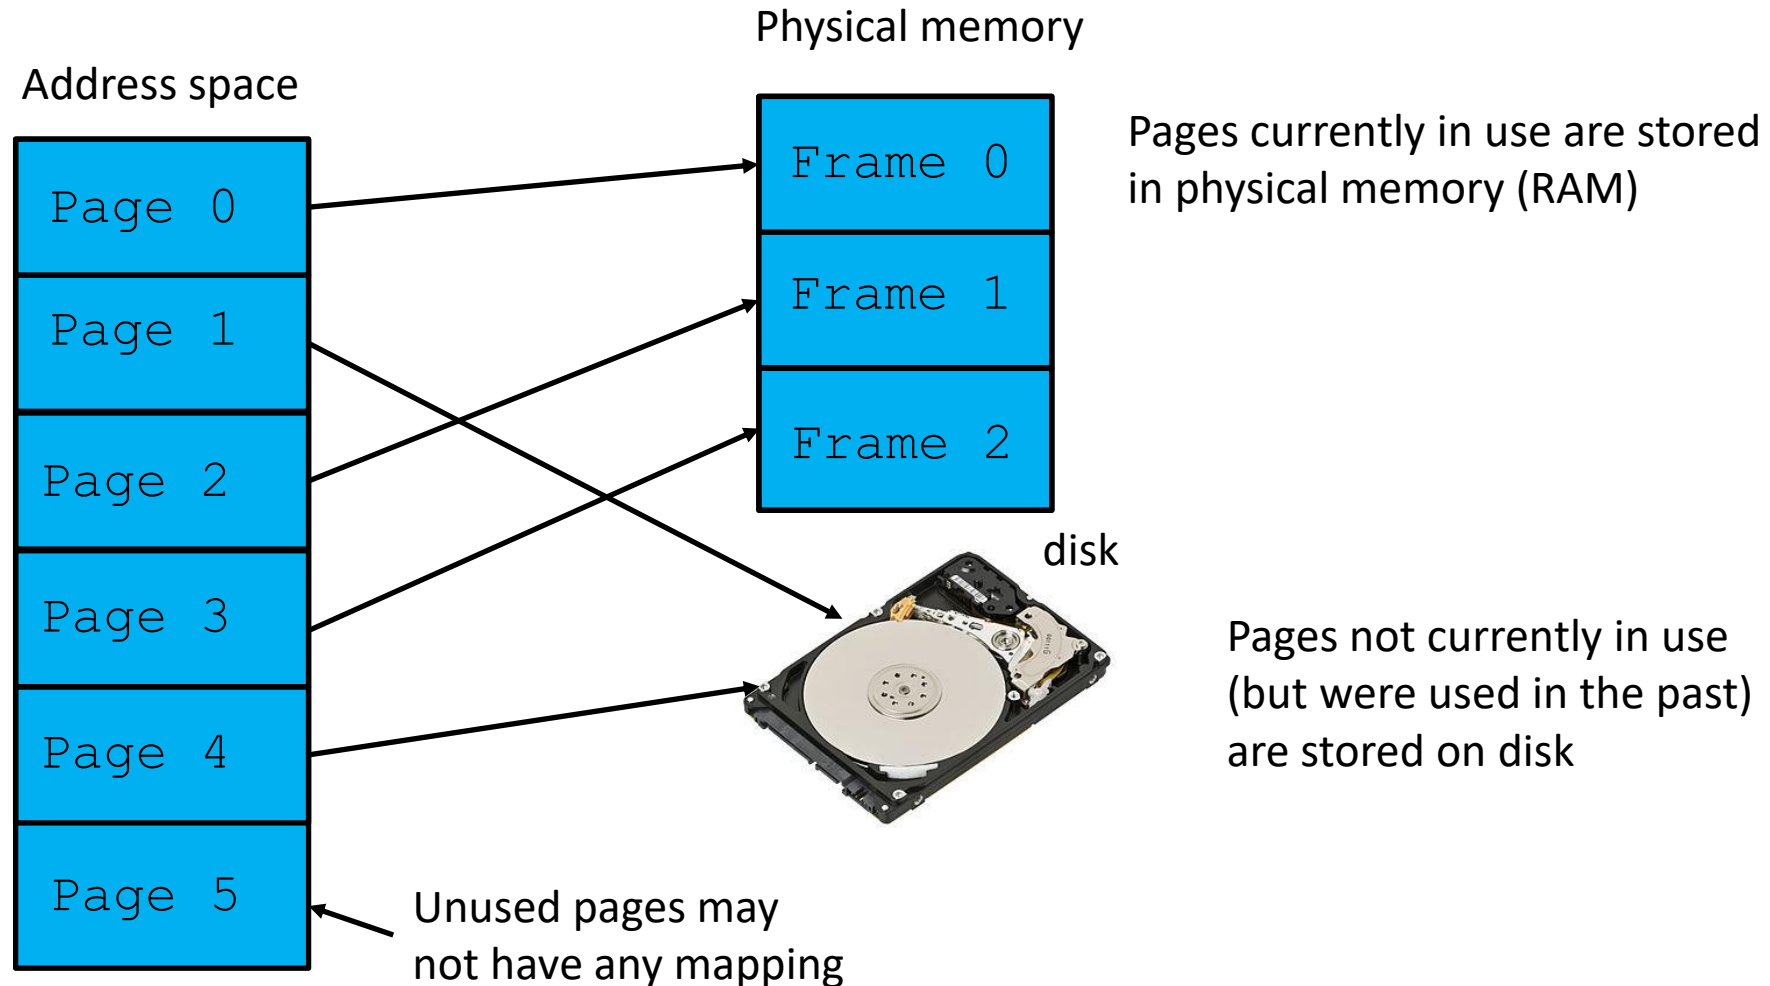 Physical memory
Address space
Page 0
Page 1
Page 2
Page 3
Page 4
Page 5
Frame 0
Frame 1
Frame 2
Pages currently in use are stored
in physical memory (RAM)
disk
Pages not currently in use
(but were used in the past)
are stored on disk
Unused pages may
not have any mapping